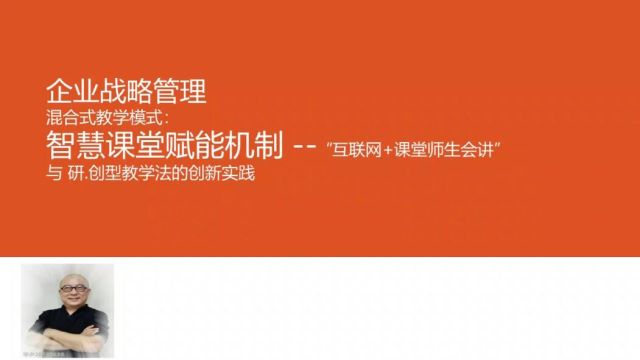 企业战略管理
混合式教学模式：
智慧课堂赋能机制 --“互联网+课堂师生会讲”
与 研.创型教学法的创新实践